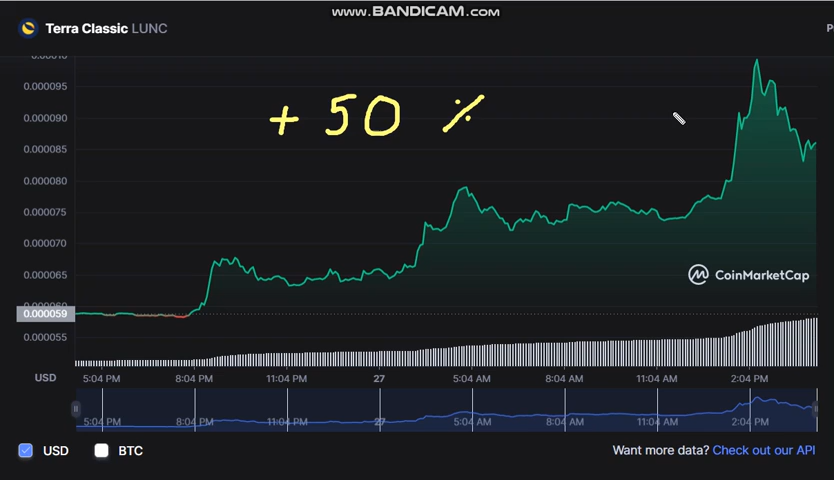 www.BANDICAM.com
Terra Classic LUNC
P
0.00010
0.000095
+ 50 %
0.000090
0.000085
0.000080
0.000075
0.000070
0.000065
CoinMarketCap
0.000060
0.000059
0.000055
USD 5:04 PM 8:04 PM 11:04 PM 27 5:04 AM 8:04 AM 11:04 AM 2:04 PM
5:04 PM 8:04 PM 11:04 PM 27 5:04 AM 8:04 AM 11:04 AM 2:04 PM
USD BTC Want more data? Check out our API